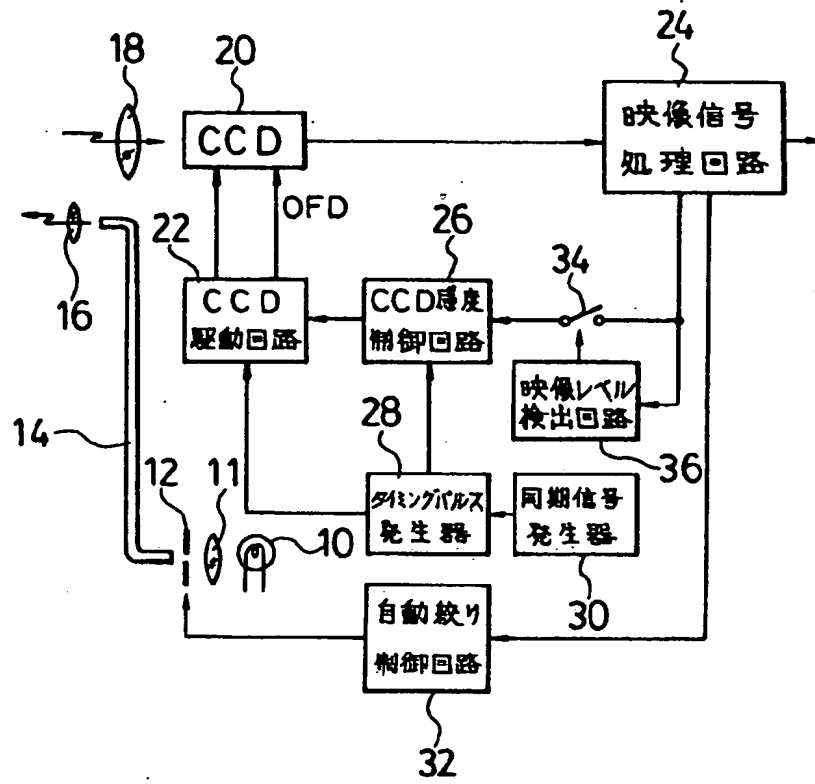 24
20
18
CCD
映像信号
処理回路
OFD
22
26
34
16
CCD
駆動回路
CCD感度
制御回路
映像レベル
検出回路
14
28
36
12
11
10
タイミングパルス
発生器
同期信号
発生器
30
自動絞り
制御回路
32